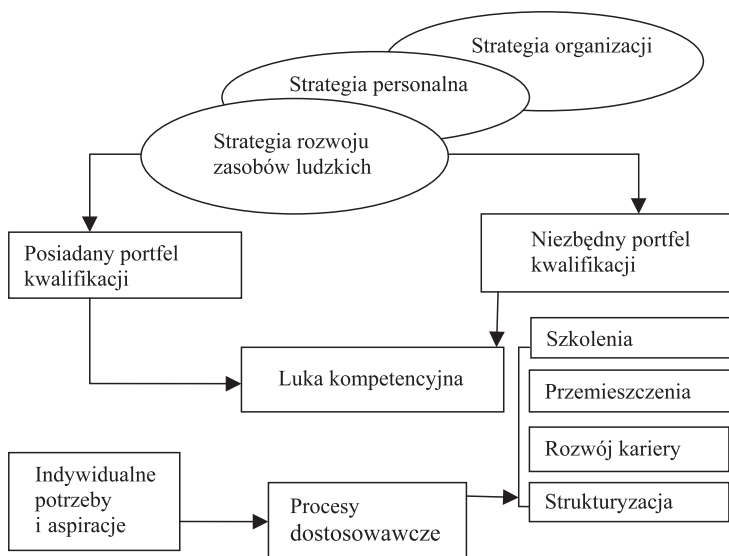 Strategia organizacji
Strategia personalna
Strategia rozwoju
zasobów ludzkich
Posiadany portfel
kwalifikacji
Niezbędny portfel
kwalifikacji
Luka kompetencyjna
Szkolenia
Przemieszczenia
Rozwój kariery
Strukturyzacja
Indywidualne
potrzeby
i aspiracje
Procesy
dostosowawcze